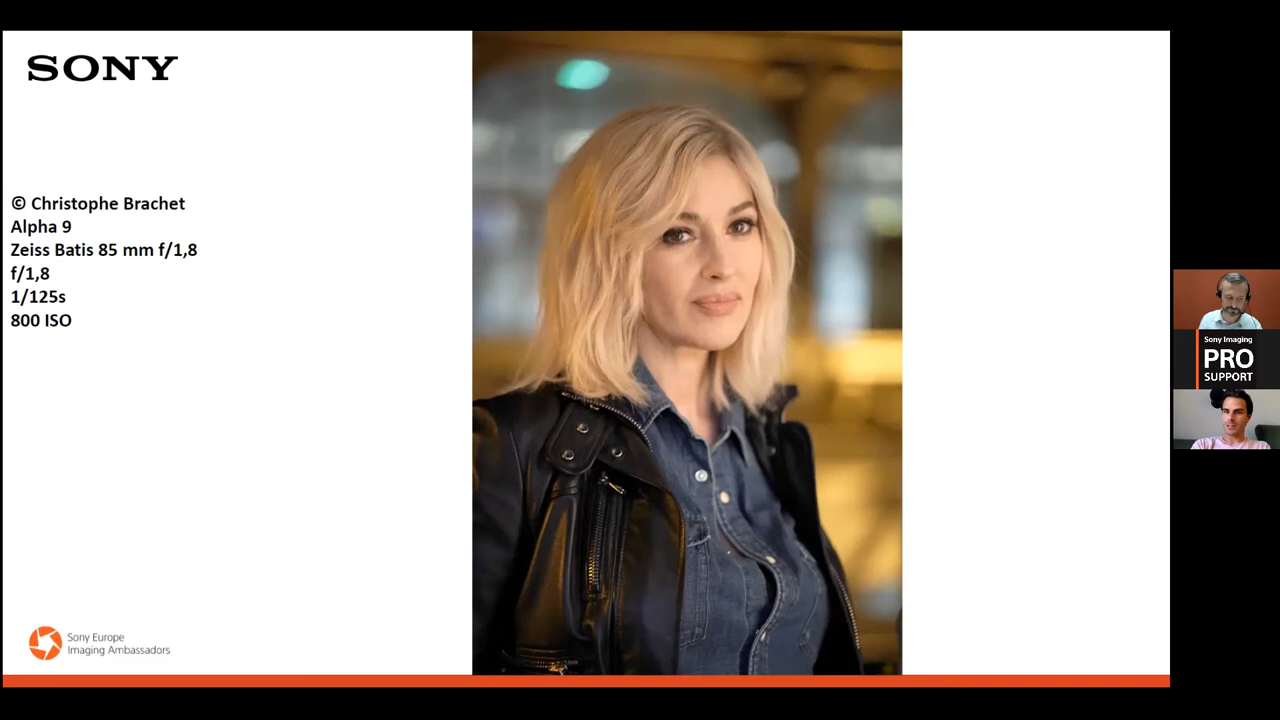 SONY
© Christophe Brachet
Alpha 9
Zeiss Batis 85 mm f/1,8
f/1,8
1/125s
800 ISO
Sony Europe
Imaging Ambassadors
Sony Imaging
PRO
SUPPORT